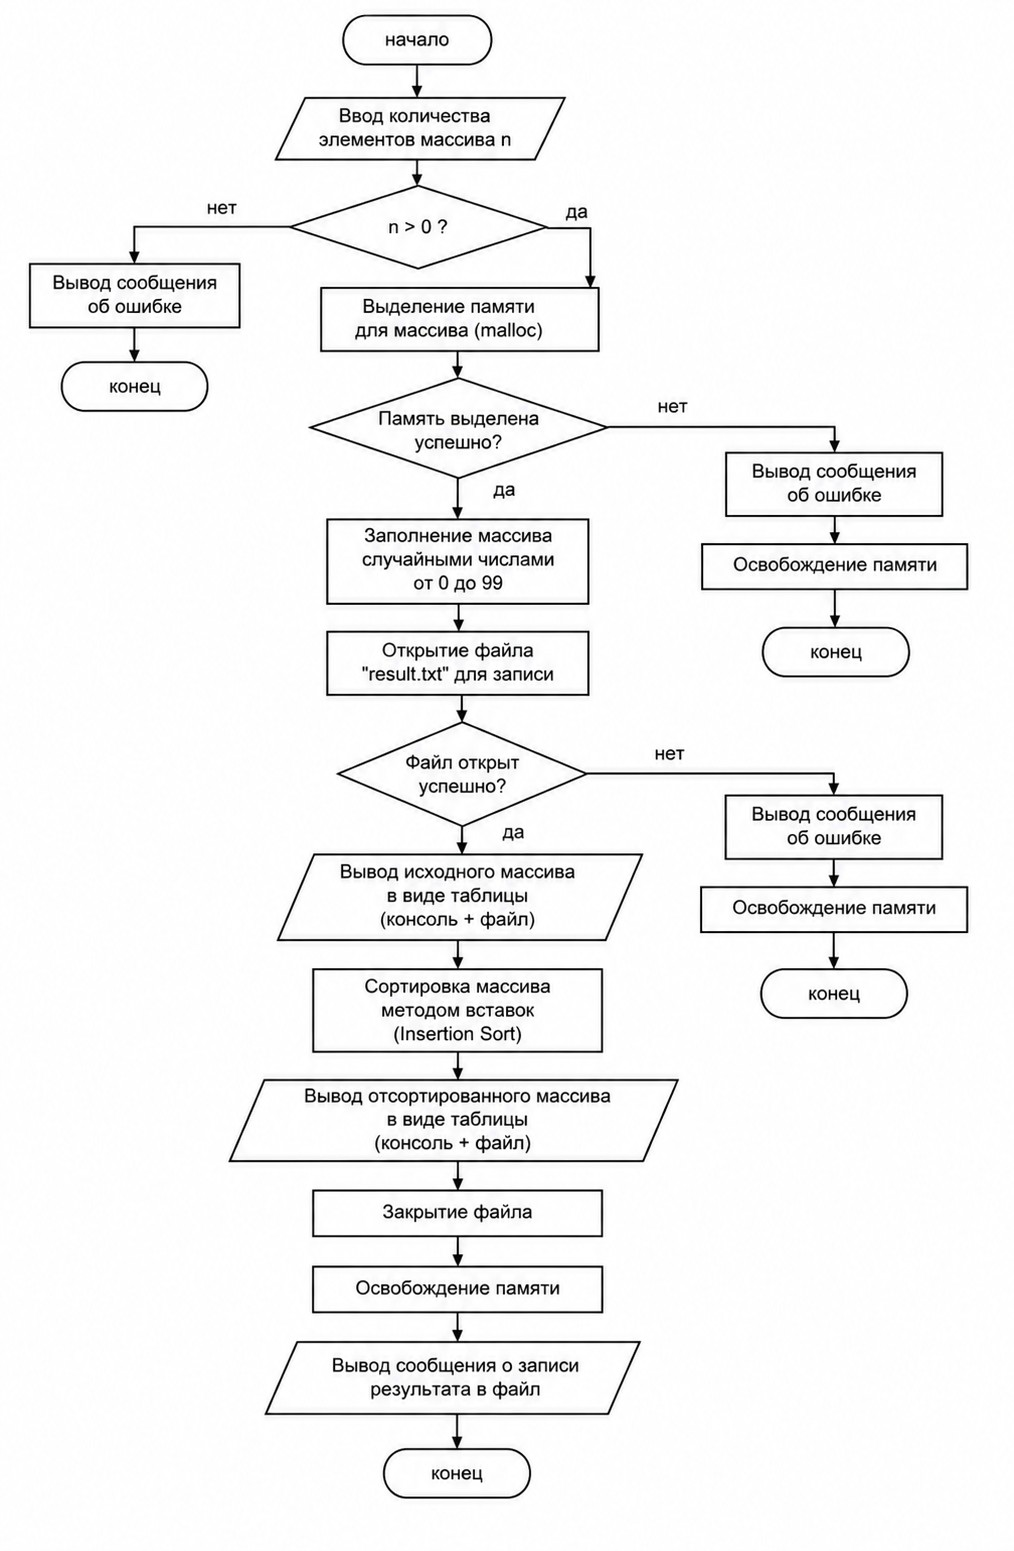 начало
Ввод количества
элементов массива n
n > 0 ?
нет
да
Вывод сообщения
об ошибке
конец
Выделение памяти
для массива (malloc)
Память выделена
успешно?
нет
да
Вывод сообщения
об ошибке
Освобождение памяти
конец
Заполнение массива
случайными числами
от 0 до 99
Открытие файла
"result.txt" для записи
Файл открыт
успешно?
нет
да
Вывод сообщения
об ошибке
Освобождение памяти
конец
Вывод исходного массива
в виде таблицы
(консоль + файл)
Сортировка массива
методом вставок
(Insertion Sort)
Вывод отсортированного массива
в виде таблицы
(консоль + файл)
Закрытие файла
Освобождение памяти
Вывод сообщения о записи
результата в файл
конец